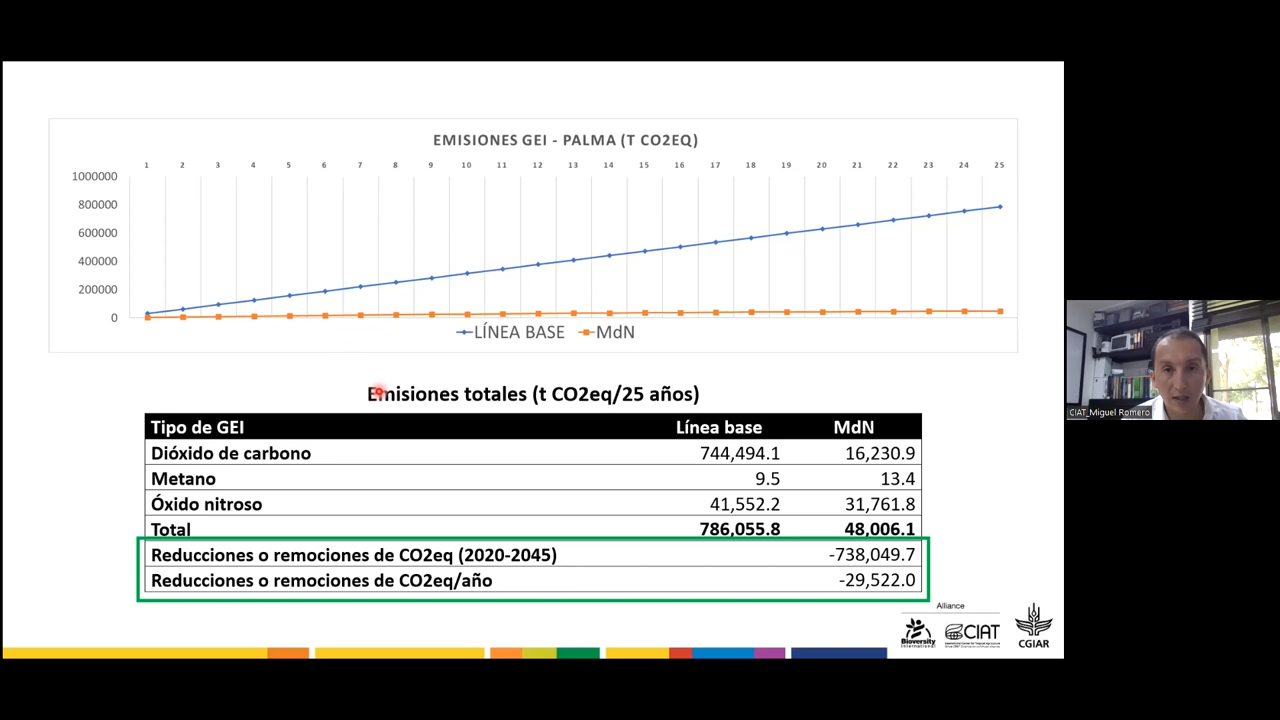 EMISIONES GEI - PALMA (T CO2EQ)
1 2 3 4 5 6 7 8 9 10 11 12 13 14 15 16 17 18 19 20 21 22 23 24 25
1000000
800000
600000
400000
200000
0
LÍNEA BASE MdN
Emisiones totales (t CO2eq/25 años)
Tipo de GEI Línea base MdN
Dióxido de carbono 744,494.1 16,230.9
Metano 9.5 13.4
Óxido nitroso 41,552.2 31,761.8
Total 786,055.8 48,006.1
Reducciones o remociones de CO2eq (2020-2045) -738,049.7
Reducciones o remociones de CO2eq/año -29,522.0
Alliance
Bioversity
International
CIAT
CGIAR
CIAT_Miguel Romero